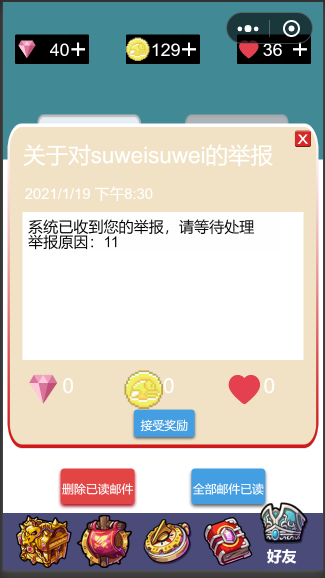 40+ 129+ 36 +
关于对suweisuwei的举报
2021/1/19 下午8:30
系统已收到您的举报，请等待处理
举报原因：11
0 0 0
接受奖励
删除已读邮件 全部邮件已读
好友